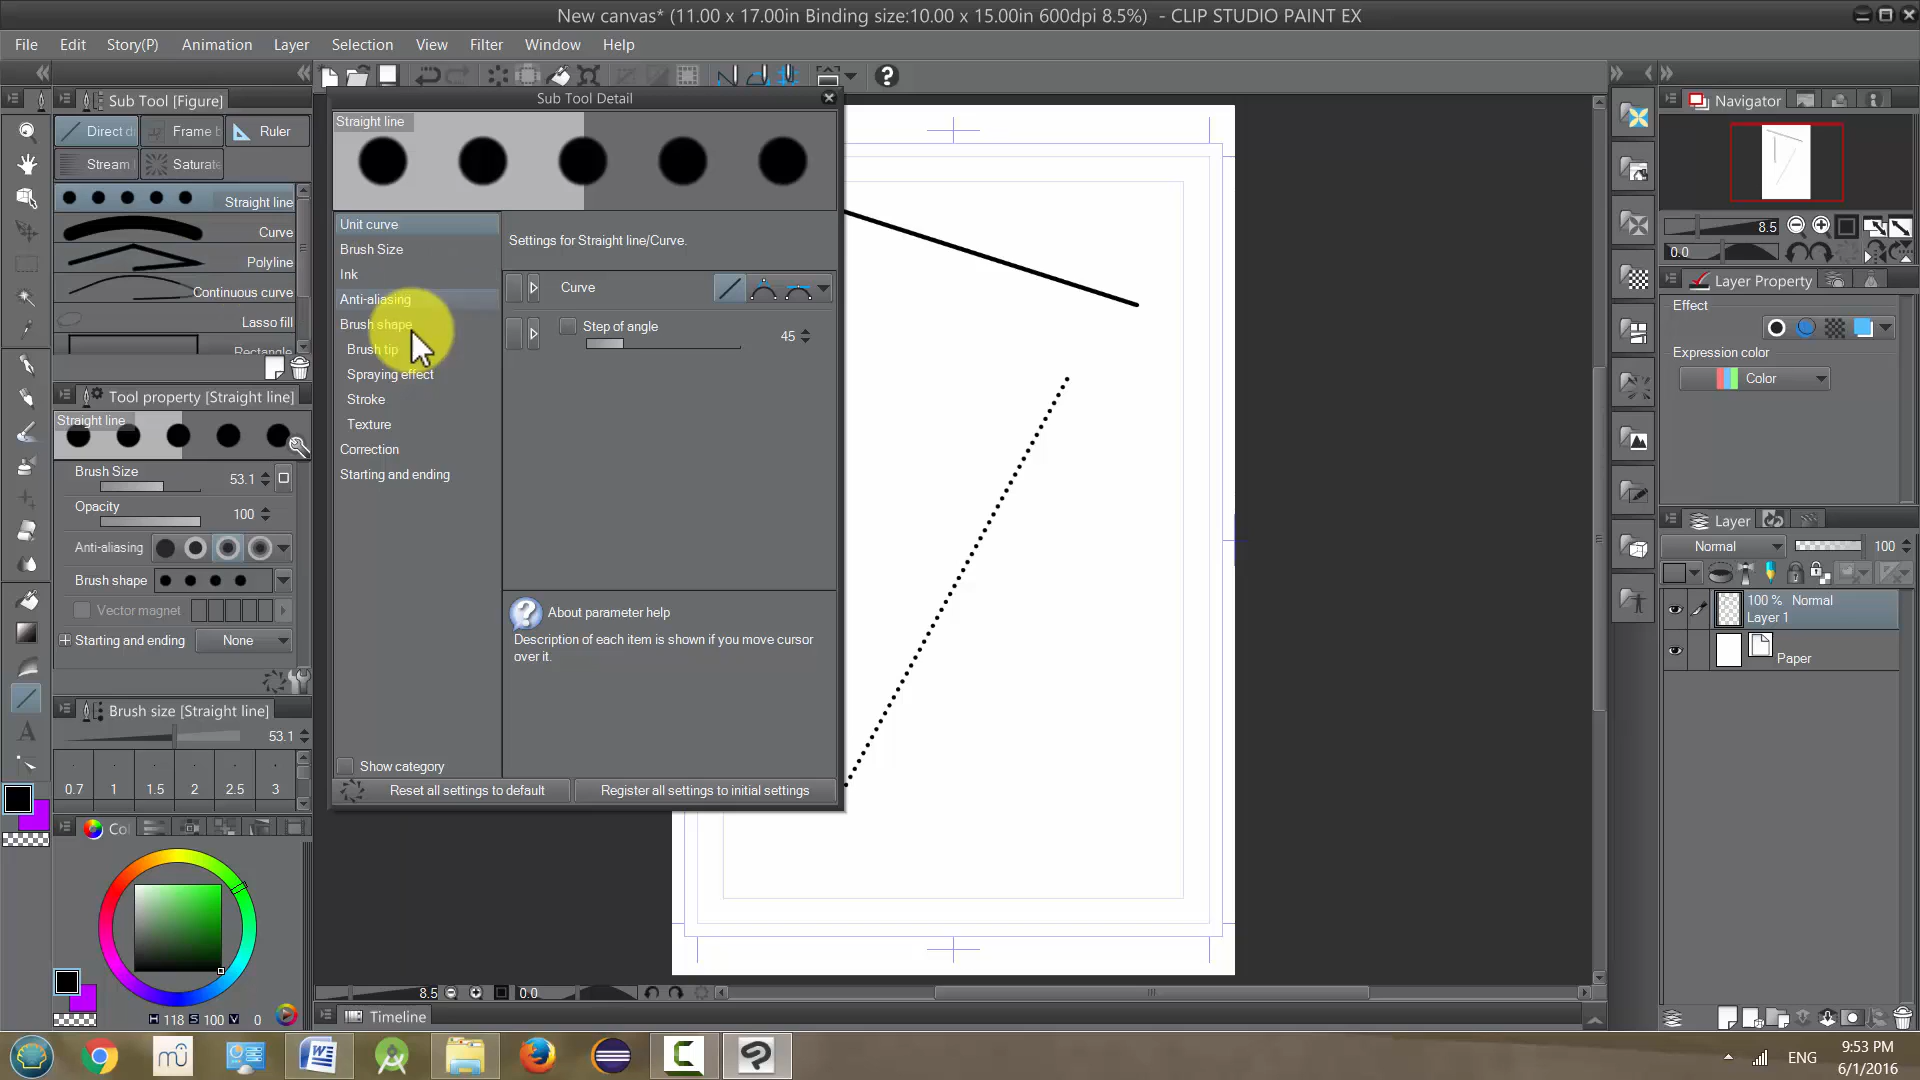 New canvas* (11.00 x 17.00in Binding size:10.00 x 15.00in 600dpi 8.5%) - CLIP STUDIO PAINT EX
File Edit Story(P) Animation Layer Selection View Filter Window Help
Sub Tool [Figure]
Direct d
Frame b
Ruler
Stream
Saturate
Straight line
Curve
Polyline
Continuous curve
Lasso fill
Rectangle
Tool property [Straight line]
Straight line
Brush Size 53.1
Opacity 100
Anti-aliasing
Brush shape
Vector magnet
Starting and ending None
Brush size [Straight line]
53.1
0.7 1 1.5 2 2.5 3
Col
H 118 S 100 V 0
Sub Tool Detail
Straight line
Unit curve
Brush Size
Ink
Anti-aliasing
Brush shape
Brush tip
Spraying effect
Stroke
Texture
Correction
Starting and ending
Show category
Settings for Straight line/Curve.
Curve
Step of angle
45
About parameter help
Description of each item is shown if you move cursor
over it.
Reset all settings to default
Register all settings to initial settings
8.5
0.0
Timeline
Navigator
8.5
0.0
Layer Property
Effect
Expression color
Color
Layer
Normal
100
100 % Normal
Layer 1
Paper
ENG
9:53 PM
6/1/2016